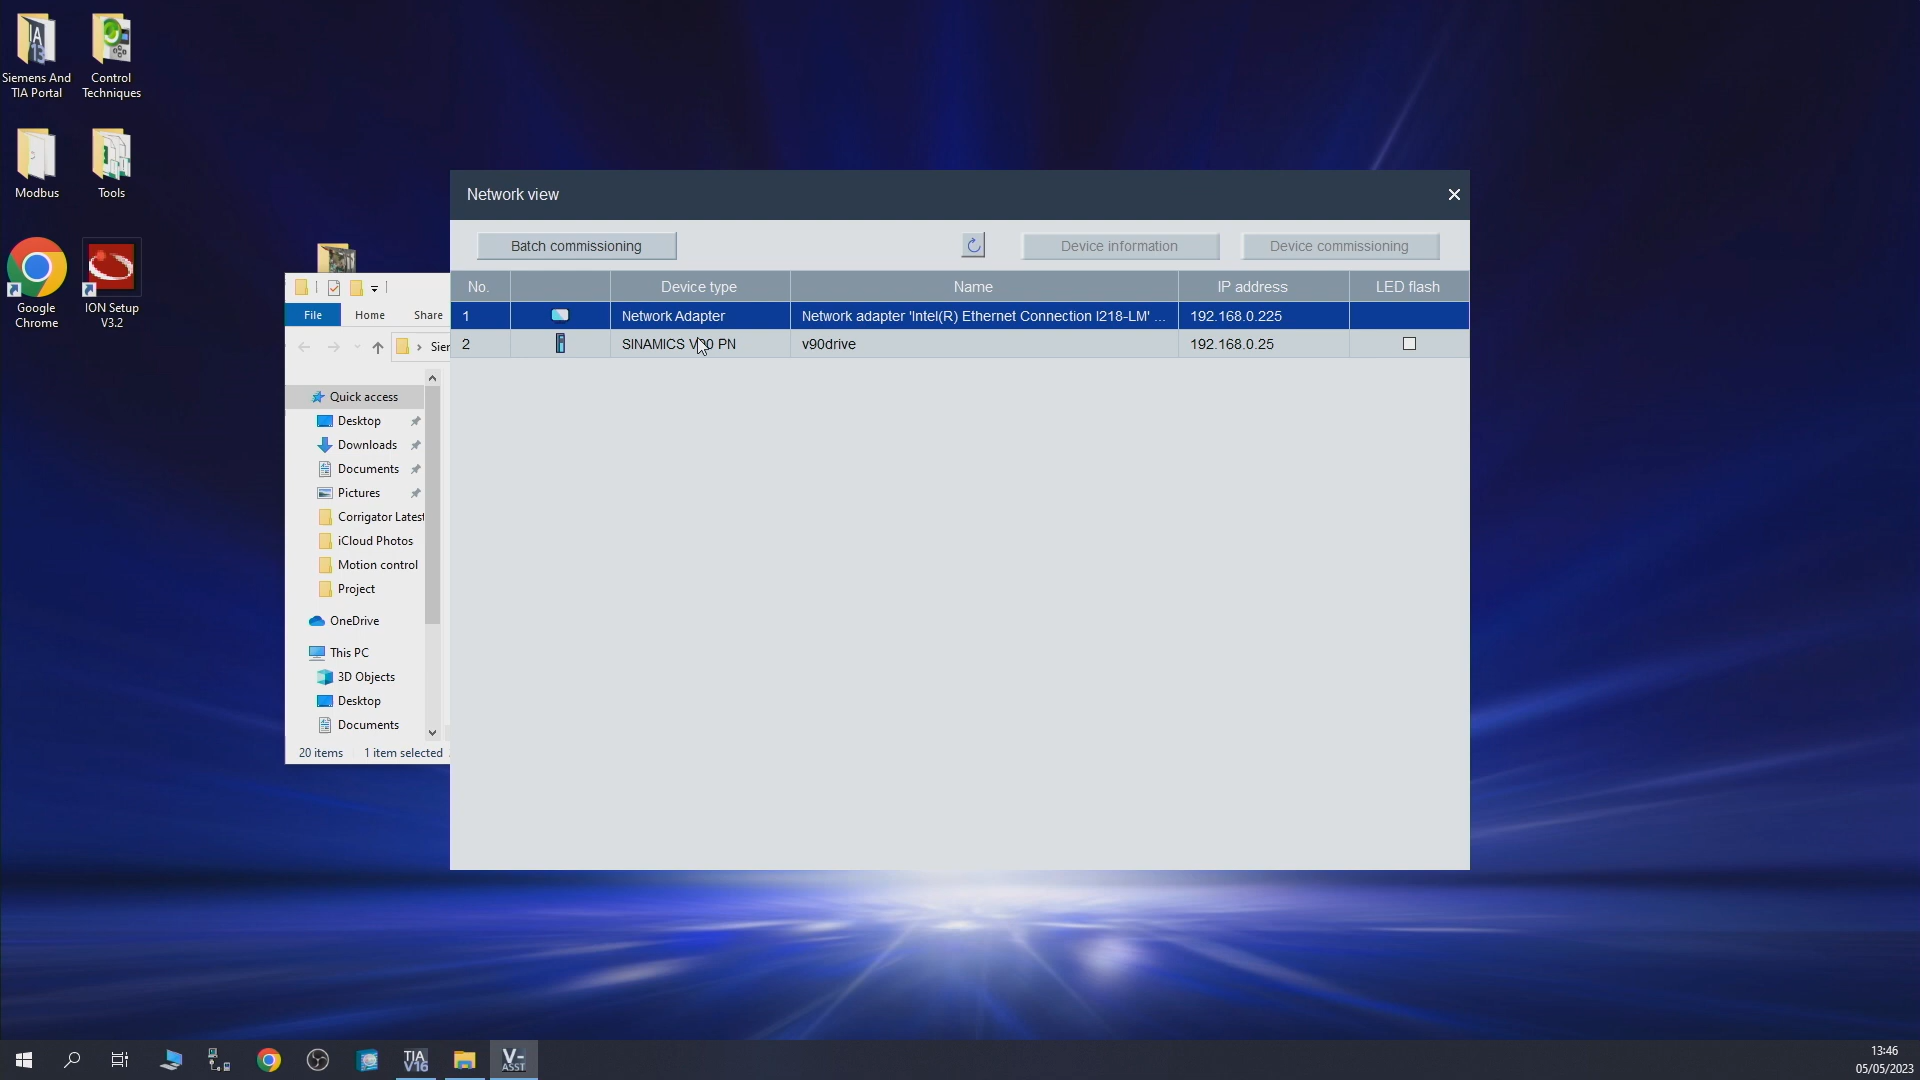 Siemens And
TIA Portal
Control
Techniques
Modbus
Tools
Google
Chrome
ION Setup
V3.2
File
Home
Share
Quick access
Desktop
Downloads
Documents
Pictures
Corrigator Latest
iCloud Photos
Motion control
Project
OneDrive
This PC
3D Objects
Desktop
Documents
20 items
1 item selected
Network view
Batch commissioning
Device information
Device commissioning
No.
Device type
Name
IP address
LED flash
1
Network Adapter
Network adapter 'Intel(R) Ethernet Connection I218-LM' ...
192.168.0.225
2
SINAMICS V90 PN
v90drive
192.168.0.25
TIA
V16
V-
ASST
13:46
05/05/2023